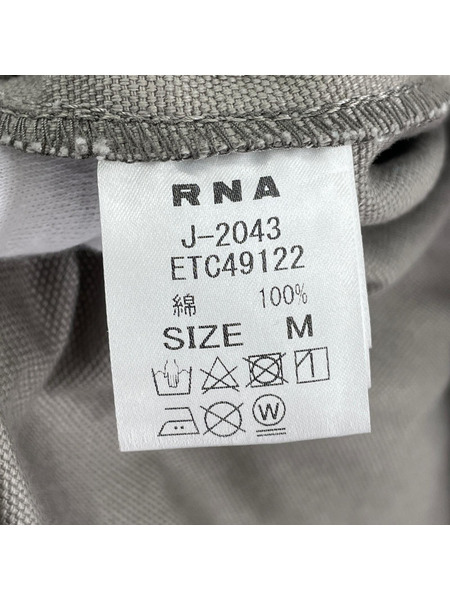 RNA
J-2043
ETC49122
綿 100%
SIZE M
W